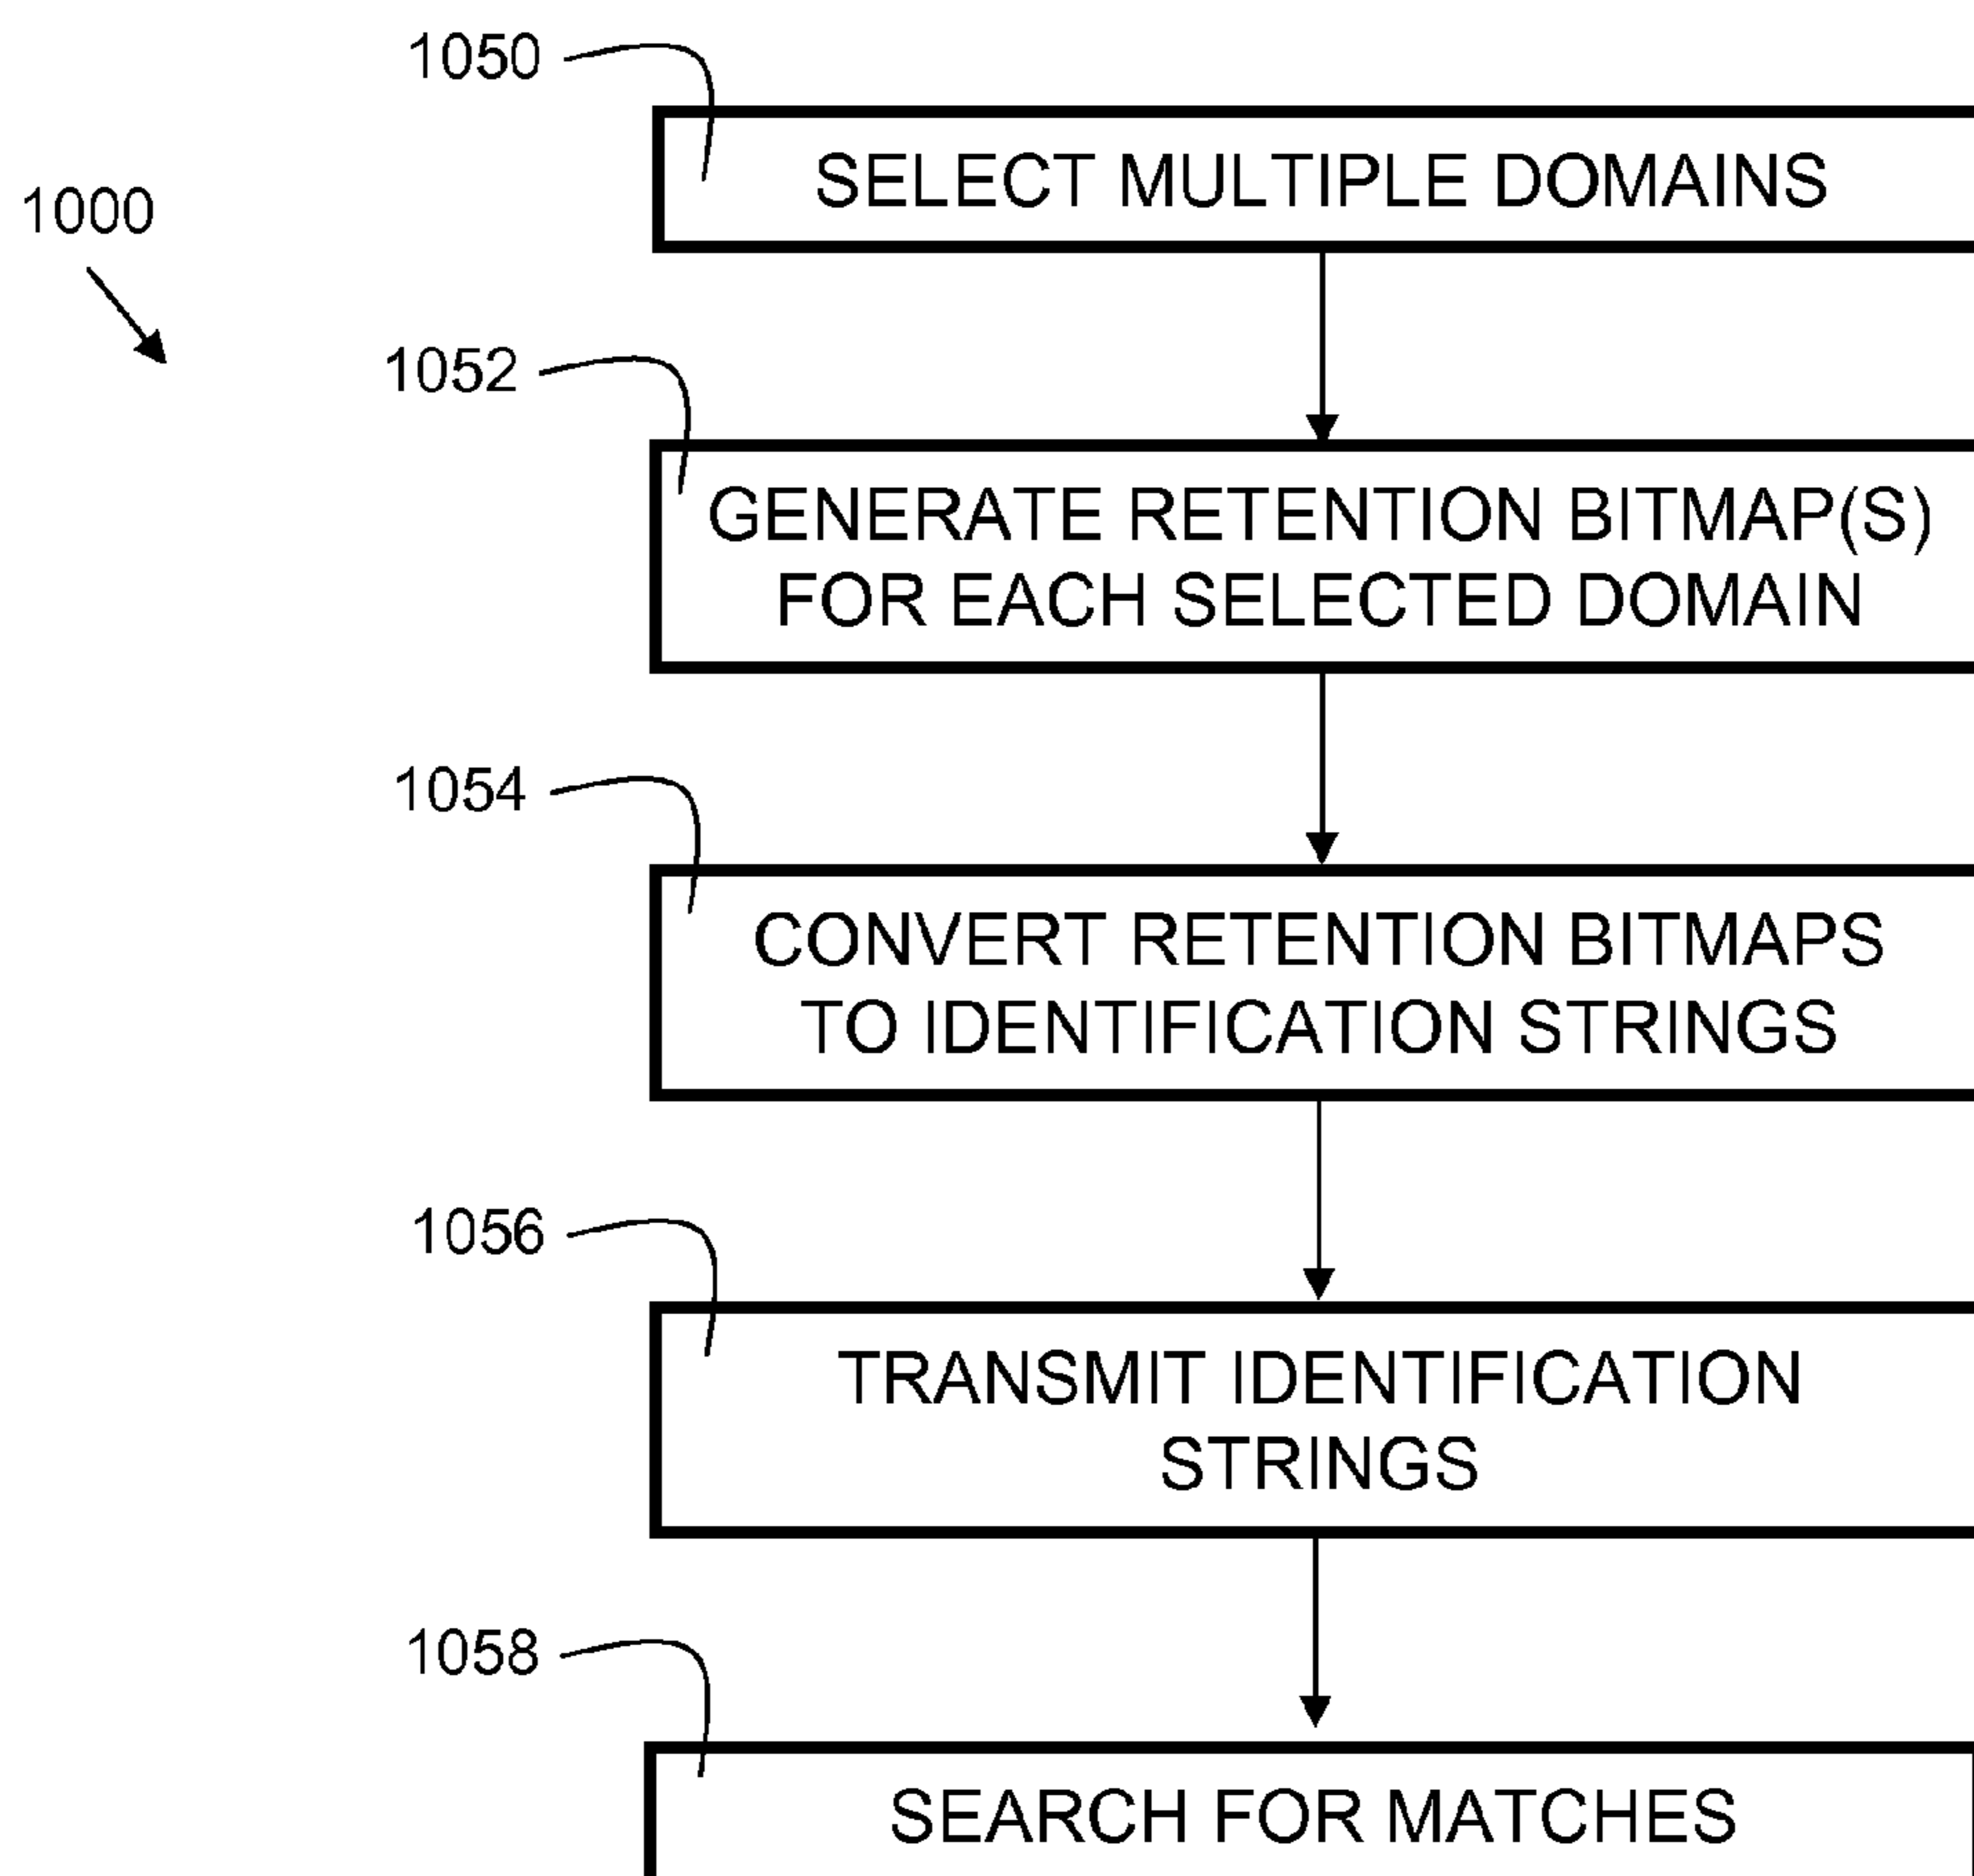 1050
SELECT MULTIPLE DOMAINS
1000
1052
GENERATE RETENTION BITMAP(S)
FOR EACH SELECTED DOMAIN
1054
CONVERT RETENTION BITMAPS
TO IDENTIFICATION STRINGS
1056
TRANSMIT IDENTIFICATION
STRINGS
1058
SEARCH FOR MATCHES